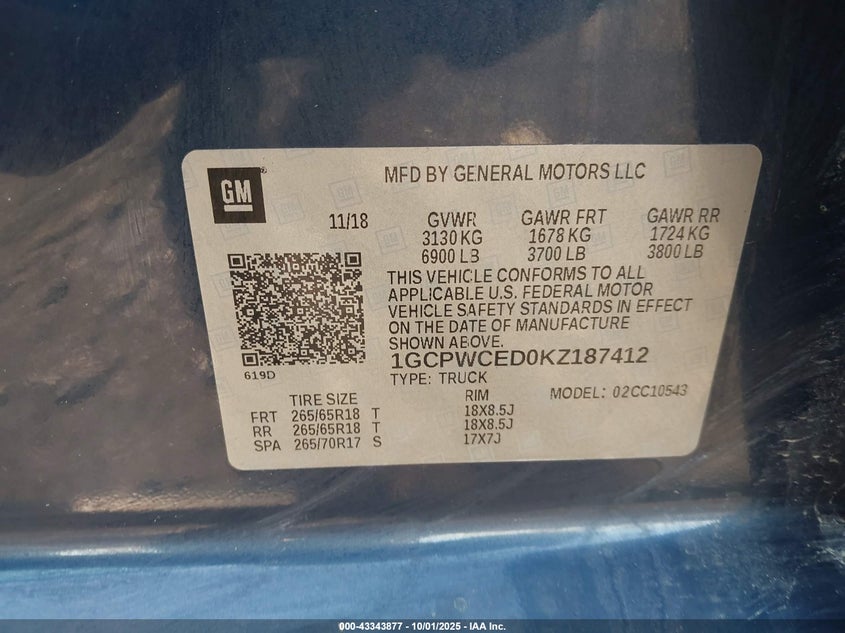 GM
MFD BY GENERAL MOTORS LLC
11/18 GVWR GAWR FRT GAWR RR
3130 KG 1678 KG 1724 KG
6900 LB 3700 LB 3800 LB
THIS VEHICLE CONFORMS TO ALL
APPLICABLE U.S. FEDERAL MOTOR
VEHICLE SAFETY STANDARDS IN EFFECT
ON THE DATE OF MANUFACTURE
SHOWN ABOVE.
619D
1GCPWCED0KZ187412
TYPE: TRUCK MODEL: 02CC10543
TIRE SIZE RIM
FRT 265/65R18 T 18X8.5J
RR 265/65R18 T 18X8.5J
SPA 265/70R17 S 17X7J
000-43343877 - 10/01/2025 - IAA Inc.